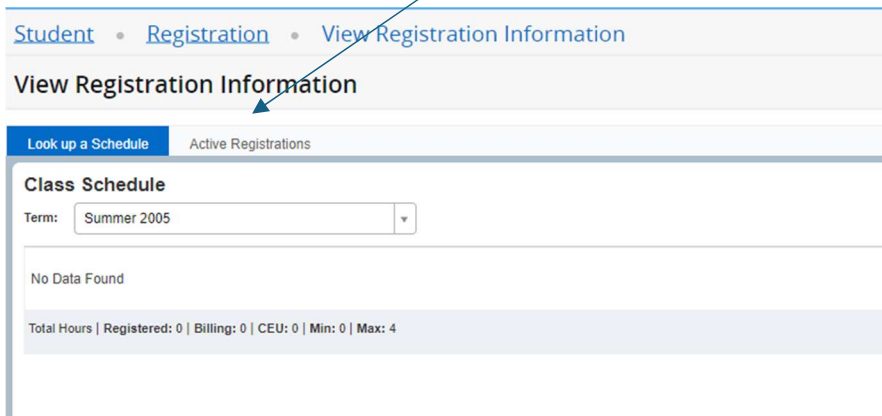 Student • Registration • View Registration Information
View Registration Information
Look up a Schedule Active Registrations
Class Schedule
Term: Summer 2005
No Data Found
Total Hours | Registered: 0 | Billing: 0 | CEU: 0 | Min: 0 | Max: 4